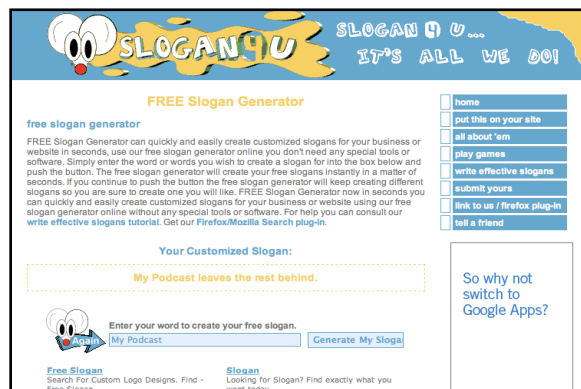 SLOGAN4U
SLOGAN 4 U...
IT'S ALL WE DO!
FREE Slogan Generator
free slogan generator
FREE Slogan Generator can quickly and easily create customized slogans for your business or
website in seconds, use our free slogan generator online you don't need any special tools or
software. Simply enter the word or words you wish to create a slogan for into the box below and
push the button. The free slogan generator will create your free slogans instantly in a matter of
seconds. If you continue to push the button the free slogan generator will keep creating different
slogans so you are sure to create one you will like. FREE Slogan Generator now in seconds you
can quickly and easily create customized slogans for your business or website using our free
slogan generator online without any special tools or software. For help you can consult our
write effective slogans tutorial. Get our Firefox/Mozilla Search plug-in.
Your Customized Slogan:
My Podcast leaves the rest behind.
Again
Enter your word to create your free slogan.
My Podcast
Generate My Sloga
Free Slogan
Search For Custom Logo Designs. Find -
Free Slogan
Slogan
Looking for Slogan? Find exactly what you
want today
home
put this on your site
all about 'em
play games
write effective slogans
submit yours
link to us / firefox plug-in
tell a friend
So why not
switch to
Google Apps?